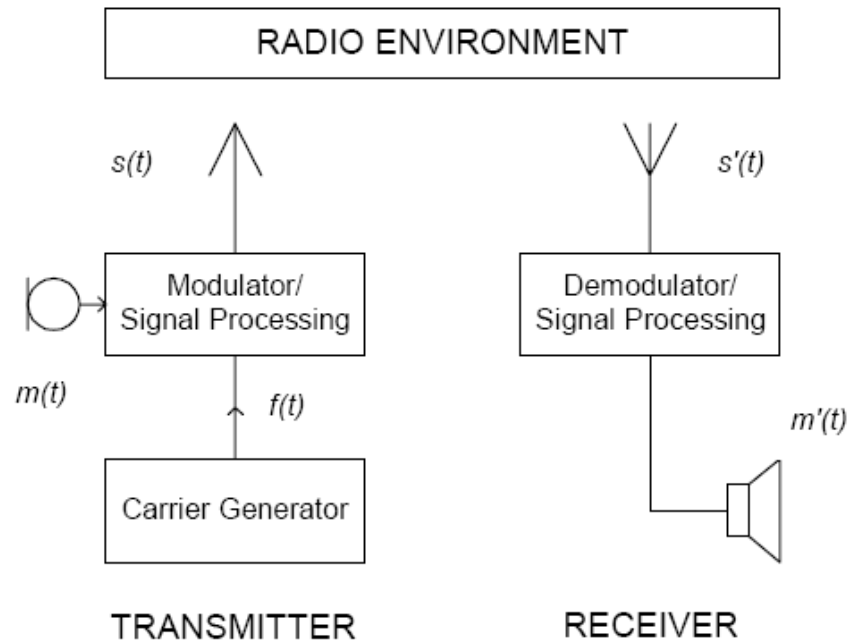 RADIO ENVIRONMENT
s(t)
s'(t)
Modulator/
Signal Processing
Demodulator/
Signal Processing
m(t)
f(t)
m'(t)
Carrier Generator
TRANSMITTER
RECEIVER